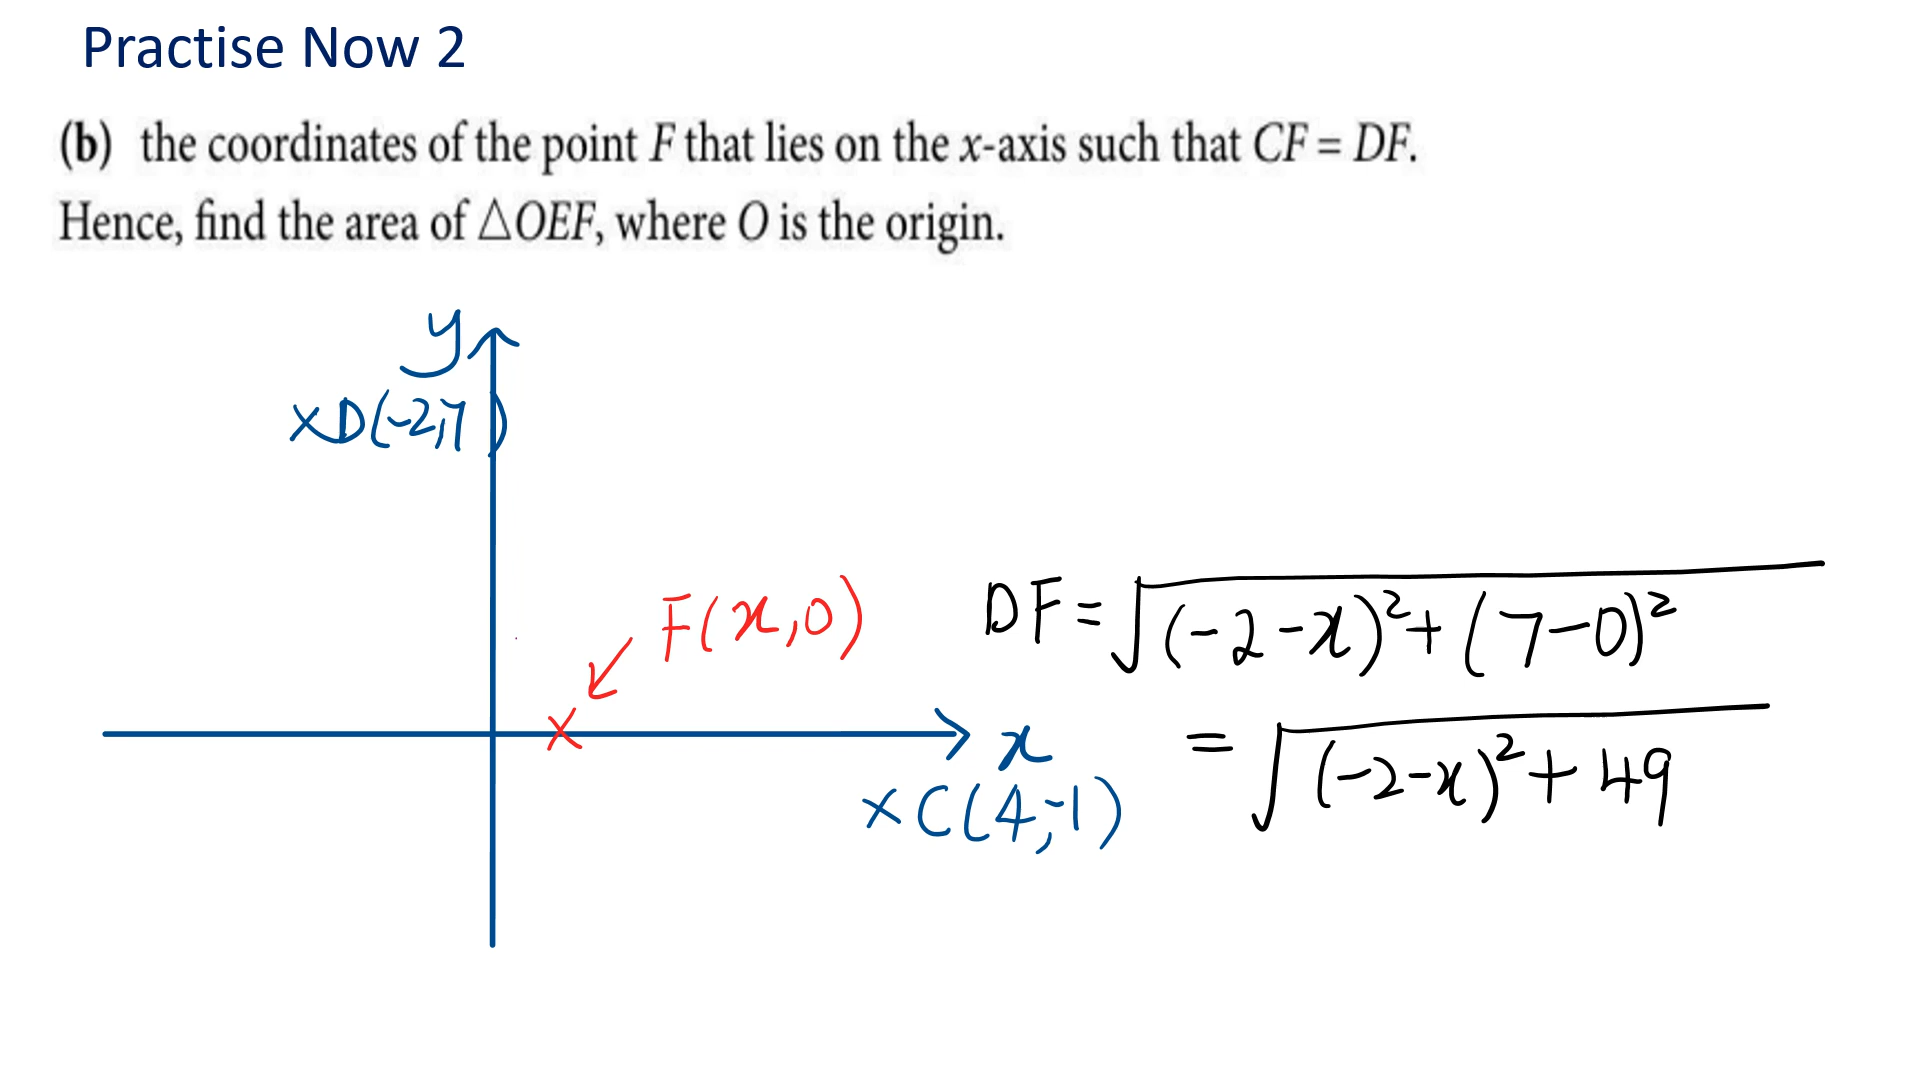 Practise Now 2
(b) the coordinates of the point F that lies on the x-axis such that CF = DF.
Hence, find the area of △OEF, where O is the origin.
y
×D(-2,7)
F(x,0)
x
×C(4,-1)
DF = √((-2-x)²+(7-0)²)
= √((-2-x)²+49)